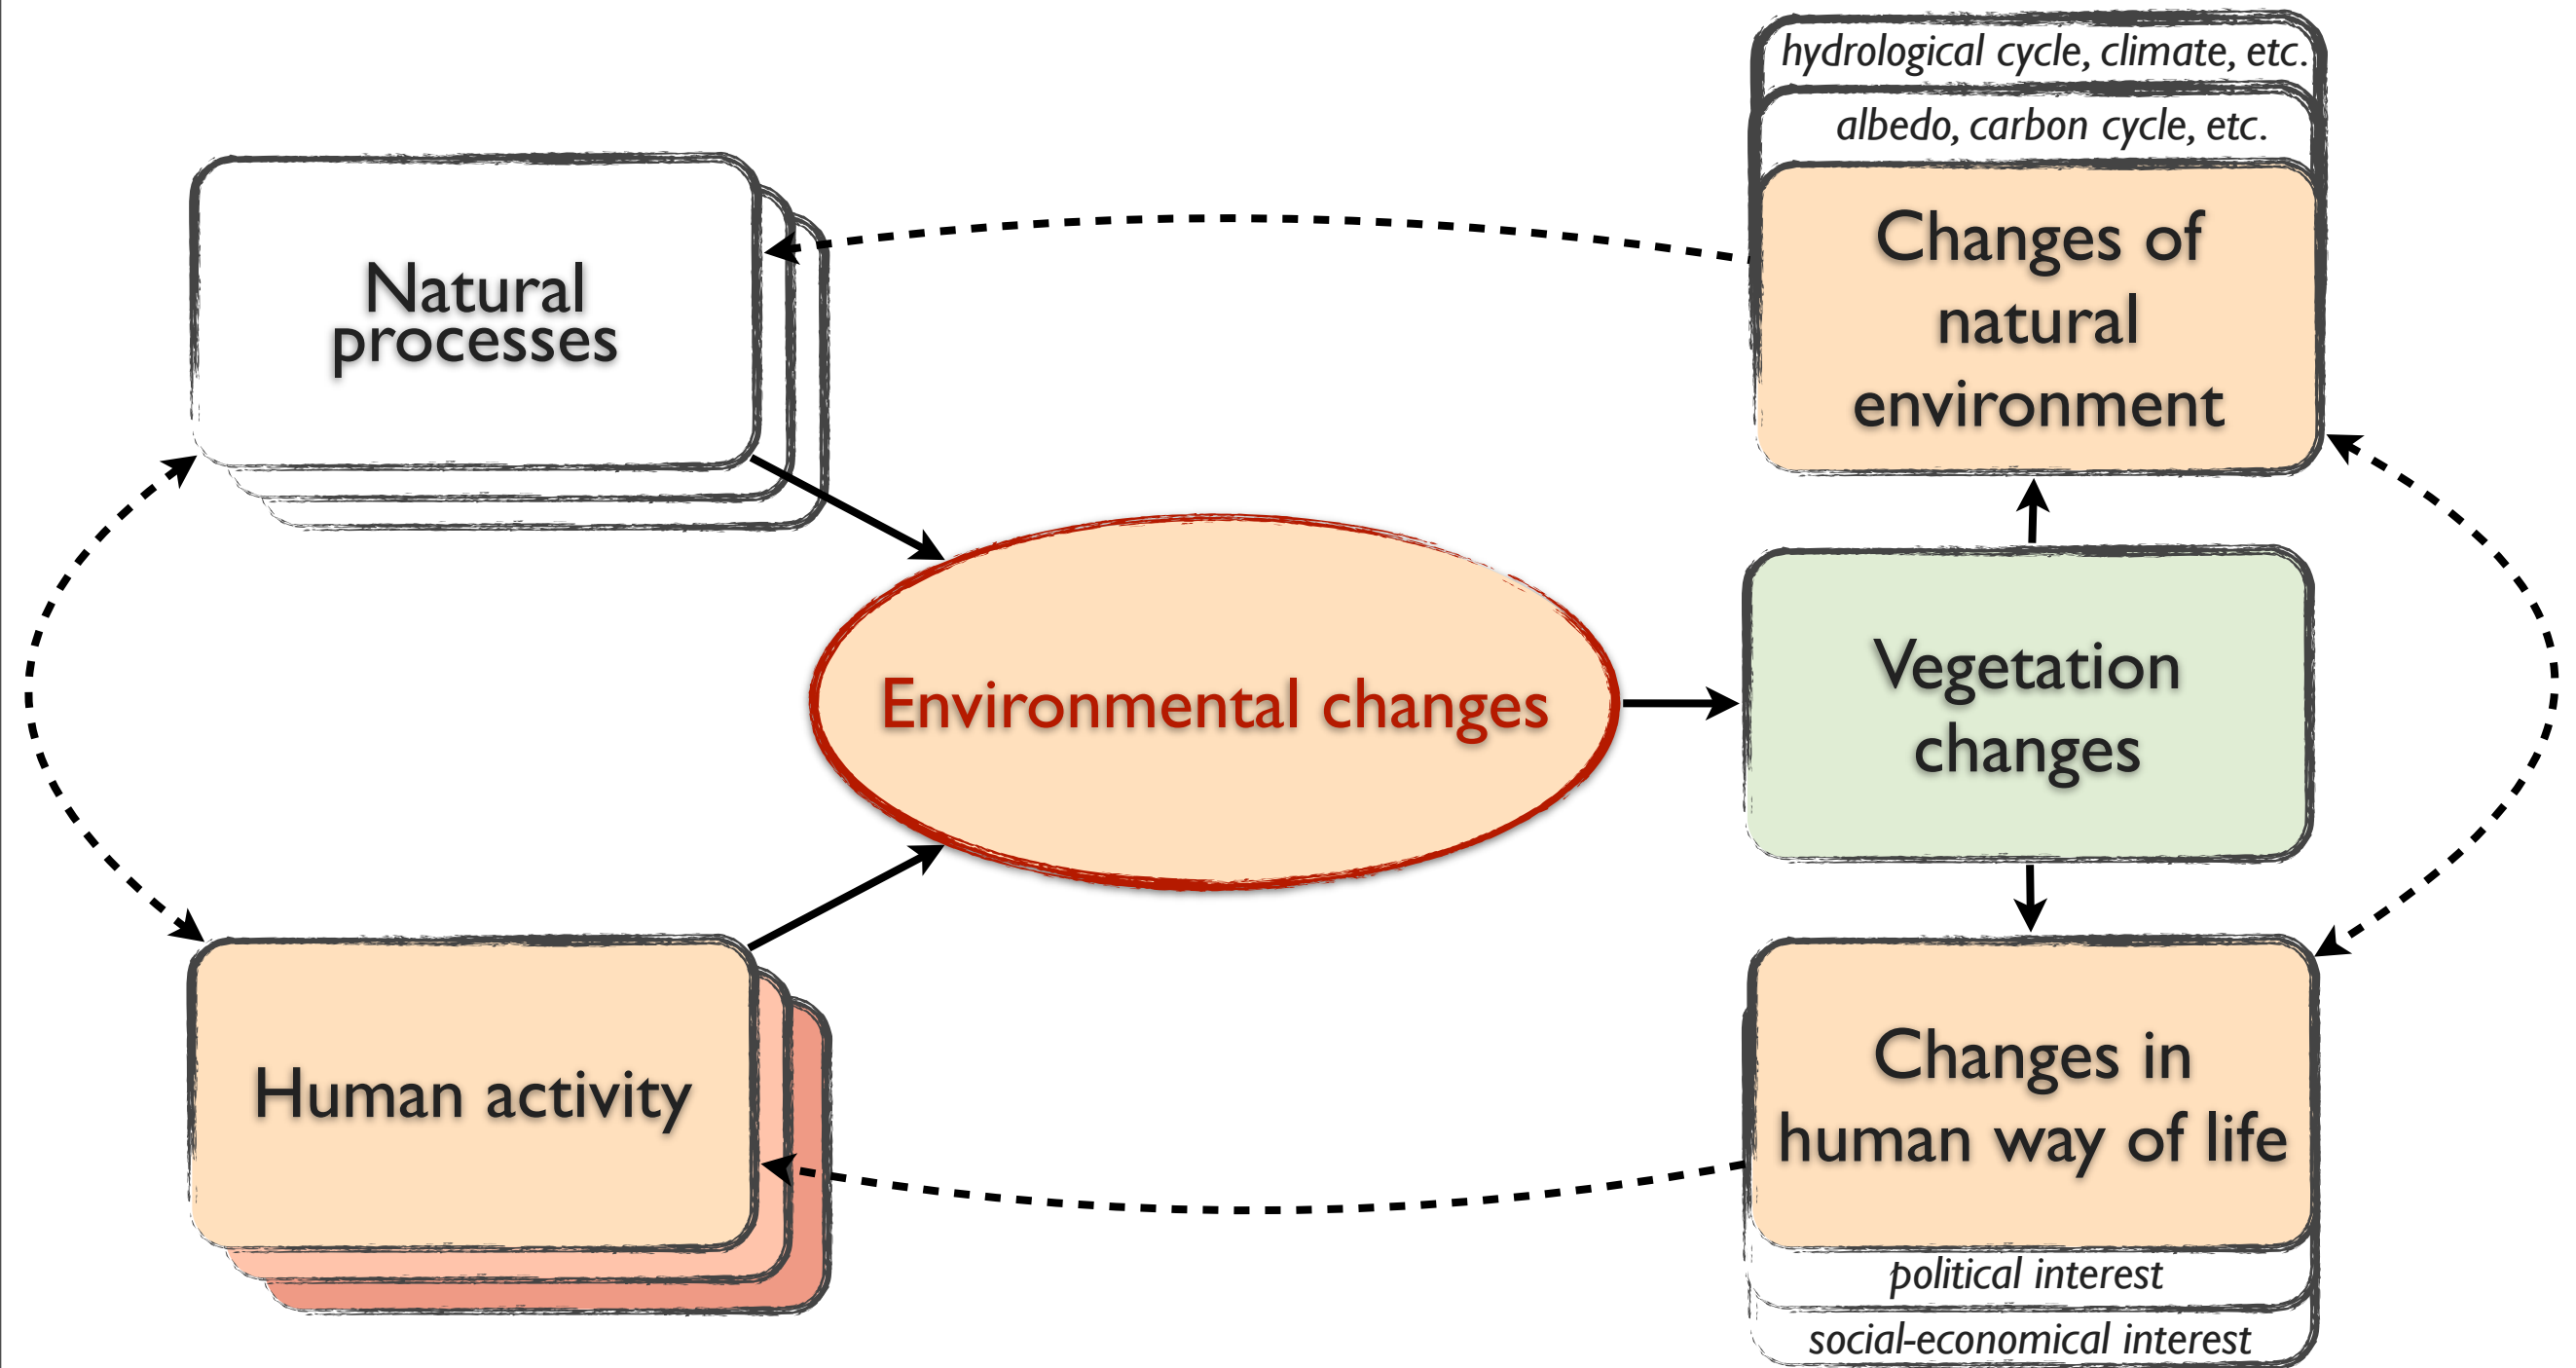 hydrological cycle, climate, etc.
albedo, carbon cycle, etc.
Changes of
natural
environment
Natural
processes
Environmental changes
Vegetation
changes
Human activity
Changes in
human way of life
political interest
social-economical interest